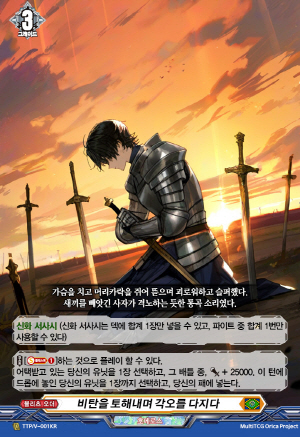 3
그레이드
가슴을 치고 머리카락을 쥐어 뜯으며 괴로워하고 슬퍼했다.
새끼를 빼앗긴 사자가 격노하는 듯한 통곡 소리였다.
신화 서사시 (신화 서사시는 덱에 합계 1장만 넣을 수 있고, 파이트 중 합계 1번만
사용할 수 있다)
하는 것으로 플레이 할 수 있다.
어택받고 있는 당신의 유닛을 1장 선택하고, 그 배틀 중, +25000, 이 턴에
드롭에 놓인 당신의 유닛을 1장까지 선택하고, 당신의 패에 넣는다.
블리츠 오더
비탄을 토해내며 각오를 다지다
TTP/V-001KR
MultiTCG Orica Project